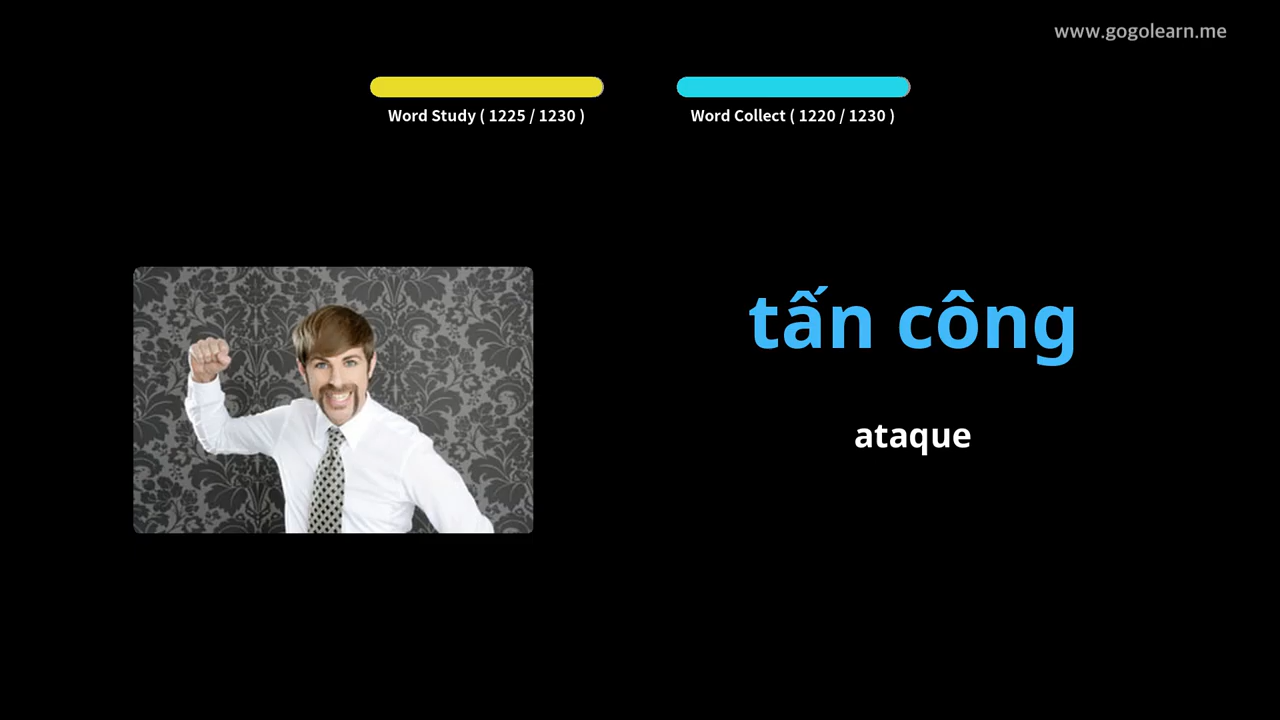 www.gogolearn.me
Word Study ( 1225 / 1230 )
Word Collect ( 1220 / 1230 )
tấn công
ataque